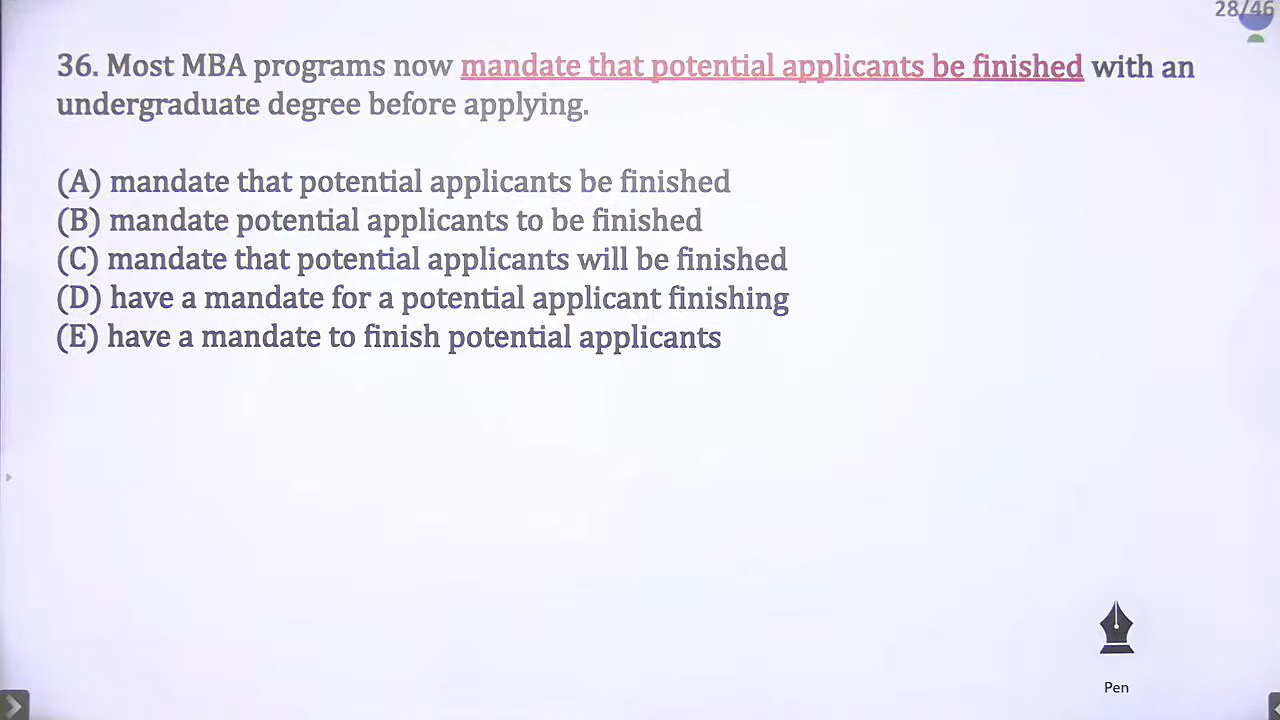 28/46
36. Most MBA programs now mandate that potential applicants be finished with an
undergraduate degree before applying.
(A) mandate that potential applicants be finished
(B) mandate potential applicants to be finished
(C) mandate that potential applicants will be finished
(D) have a mandate for a potential applicant finishing
(E) have a mandate to finish potential applicants
Pen